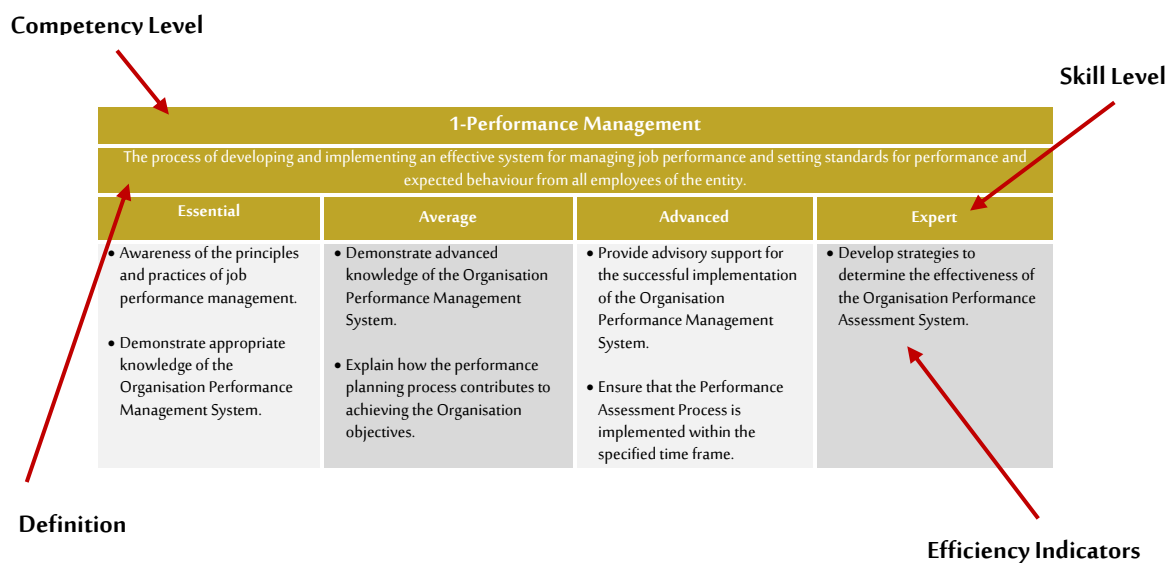 Competency Level
Skill Level
1-Performance Management
The process of developing and implementing an effective system for managing job performance and setting standards for performance and
expected behaviour from all employees of the entity.
Essential
Average
Advanced
Expert
• Awareness of the principles
and practices of job
performance management.
• Demonstrate appropriate
knowledge of the
Organisation Performance
Management System.
• Demonstrate advanced
knowledge of the Organisation
Performance Management
System.
• Explain how the performance
planning process contributes to
achieving the Organisation
objectives.
• Provide advisory support for
the successful implementation
of the Organisation
Performance Management
System.
• Ensure that the Performance
Assessment Process is
implemented within the
specified time frame.
• Develop strategies to
determine the effectiveness of
the Organisation Performance
Assessment System.
Definition
Efficiency Indicators